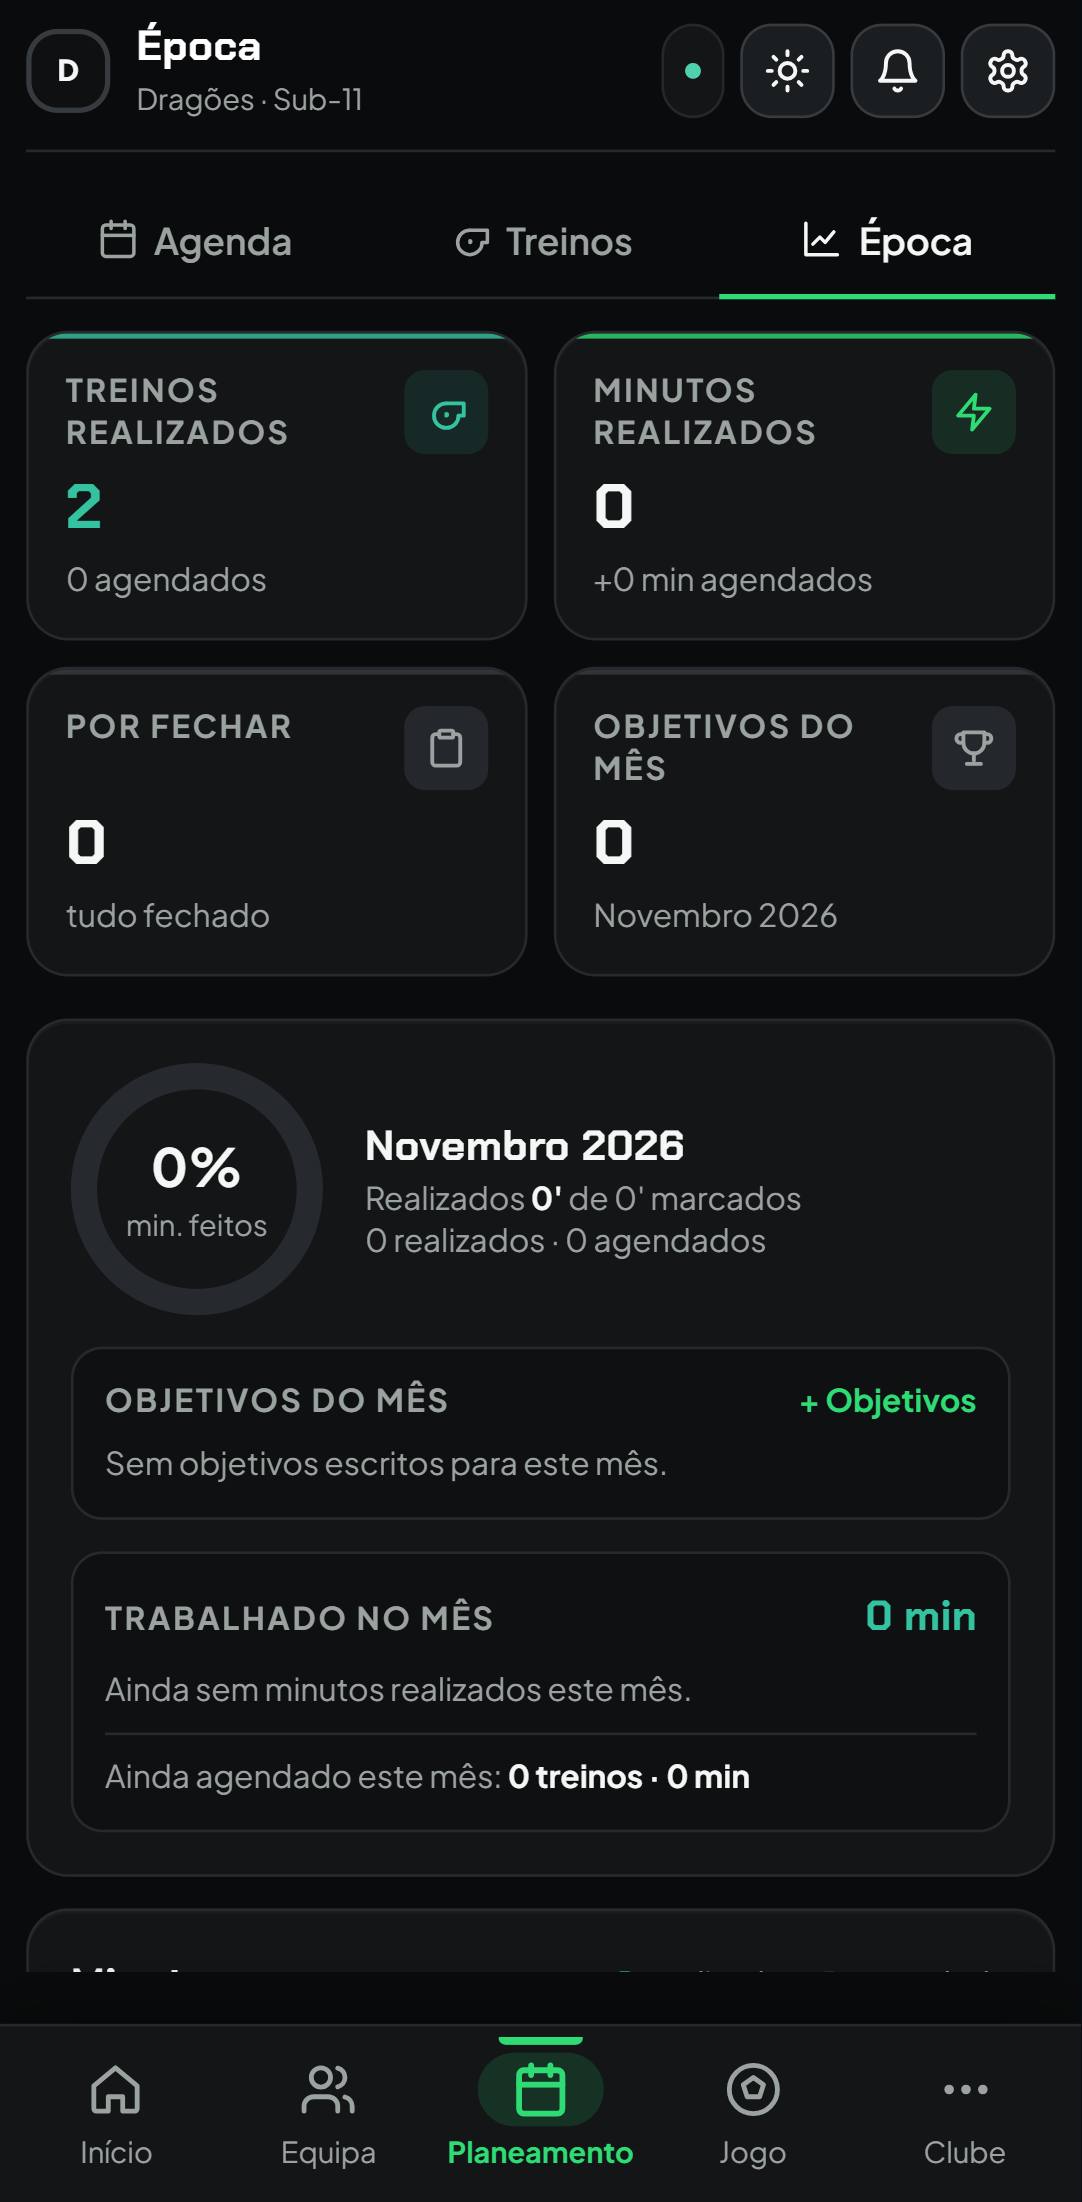 D
Época
Dragões · Sub-11
Agenda
Treinos
Época
TREINOS
REALIZADOS
2
0 agendados
MINUTOS
REALIZADOS
0
+0 min agendados
POR FECHAR
0
tudo fechado
OBJETIVOS DO
MÊS
0
Novembro 2026
0%
min. feitos
Novembro 2026
Realizados 0' de 0' marcados
0 realizados · 0 agendados
OBJETIVOS DO MÊS
+ Objetivos
Sem objetivos escritos para este mês.
TRABALHADO NO MÊS
0 min
Ainda sem minutos realizados este mês.
Ainda agendado este mês: 0 treinos · 0 min
Início
Equipa
Planeamento
Jogo
Clube